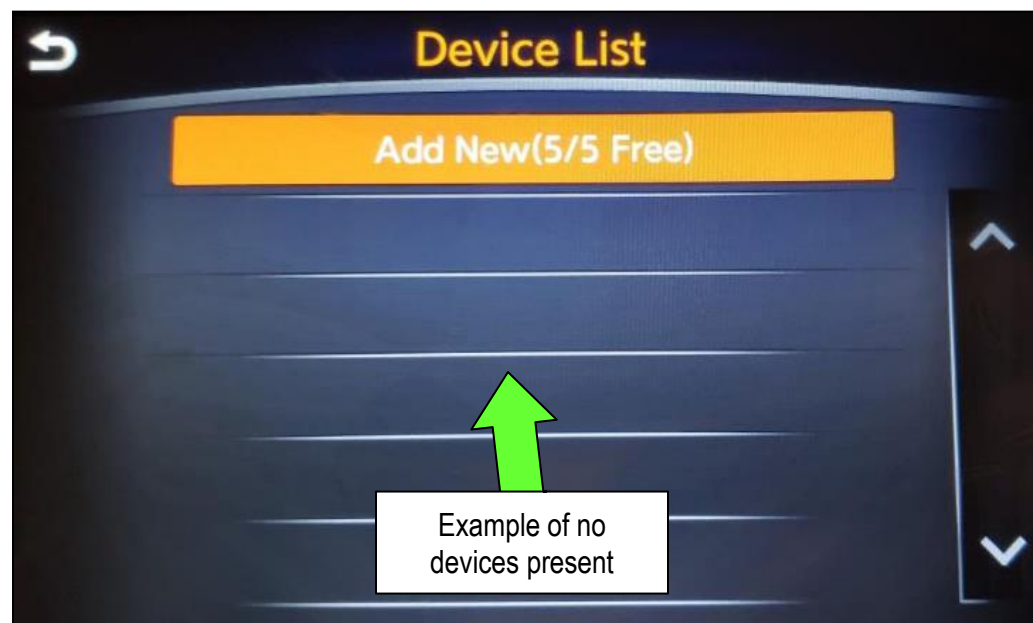 Device List
Add New(5/5 Free)
Example of no
devices present